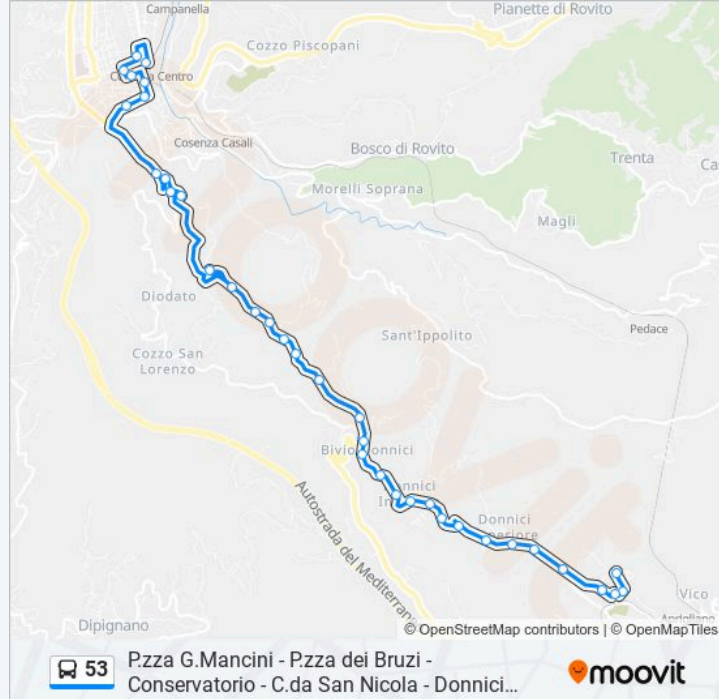 Campanella
Pianette di Rovito
Cozzo Piscopani
Centro
Cosenza Casali
Bosco di Rovito
Trenta
Morelli Soprana
Magli
Diodato
Sant'Ippolito
Pedace
Cozzo San
Lorenzo
Donnici
Donnici
Autostrada del Mediterran
Vico
Dipignano
© OpenStreetMap contributors | © OpenMapTiles
53
P.zza G.Mancini - P.zza dei Bruzi -
Conservatorio - C.da San Nicola - Donnici...
moovit